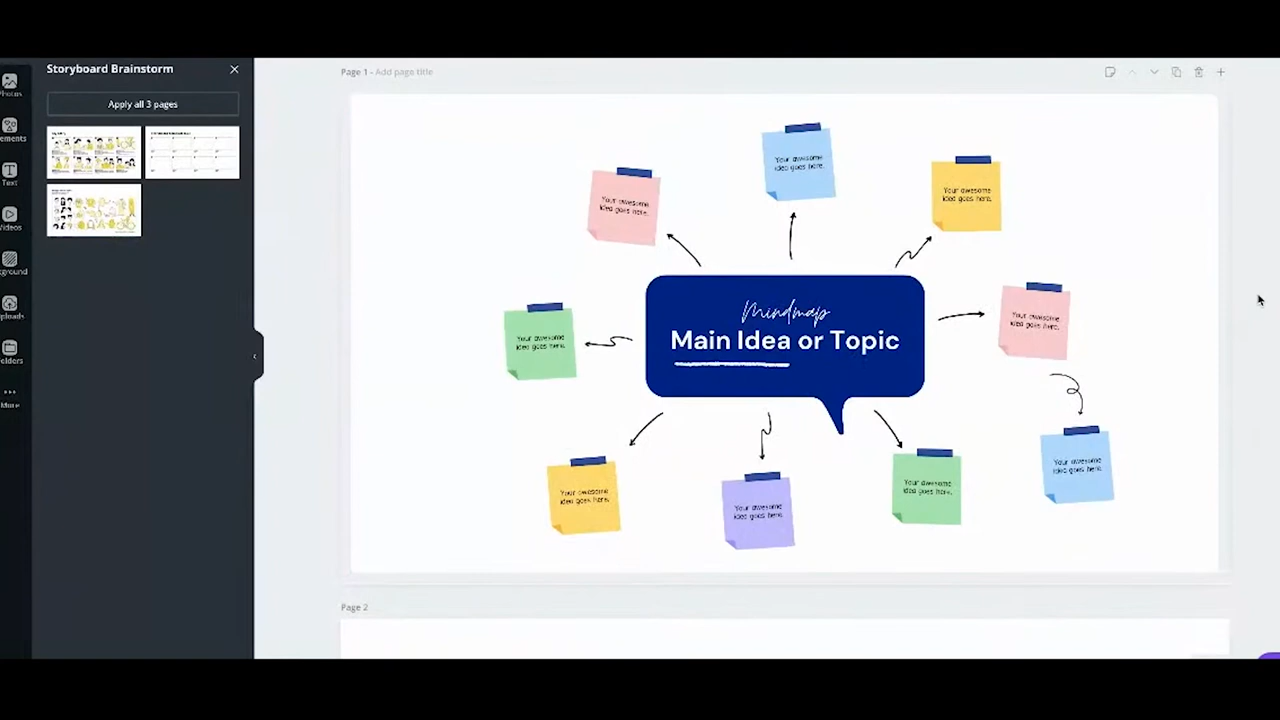 Storyboard Brainstorm
Apply all 3 pages
Text
More
Page 1 - Add page title
Your awesome
idea goes here.
Your awesome
idea goes here.
Your awesome
idea goes here.
Your awesome
idea goes here.
Mindmap
Main Idea or Topic
Your awesome
idea goes here.
Your awesome
idea goes here.
Your awesome
idea goes here.
Your awesome
idea goes here.
Your awesome
idea goes here.
Page 2